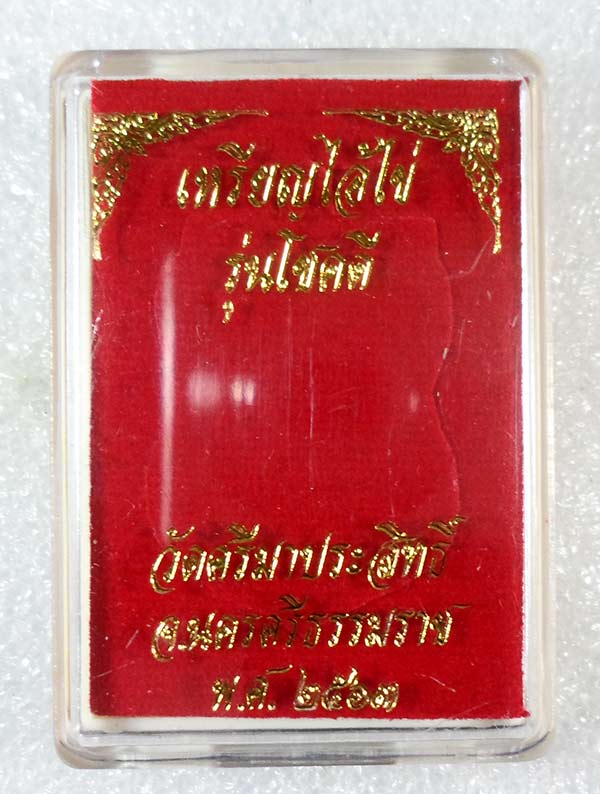 เหรียญไอ้ไข่
รุ่นโชคดี
วัดศรีมาประสิทธิ์
จ.นครศรีธรรมราช
พ.ศ. ๒๕๖๓